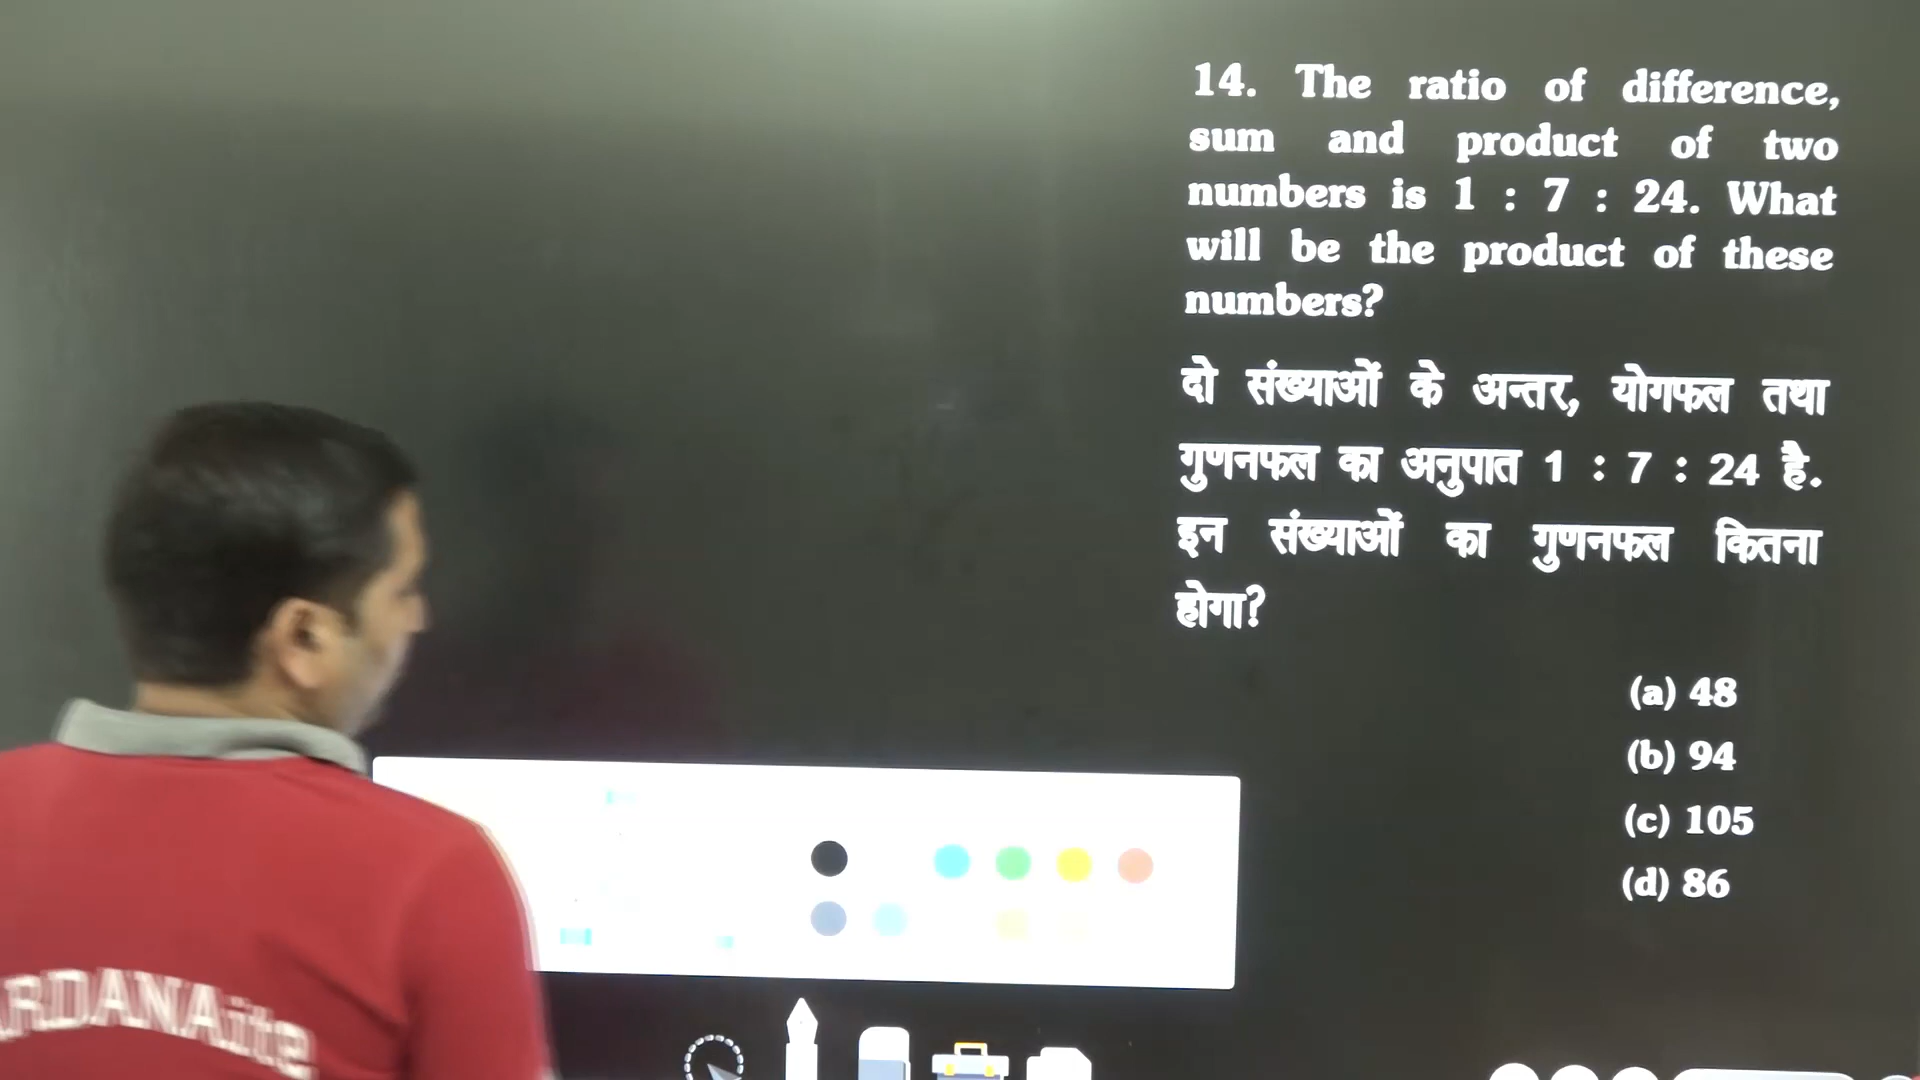 14. The ratio of difference,
sum and product of two
numbers is 1 : 7 : 24. What
will be the product of these
numbers?
दो संख्याओं के अन्तर, योगफल तथा
गुणनफल का अनुपात 1 : 7 : 24 है.
इन संख्याओं का गुणनफल कितना
होगा?
(a) 48
(b) 94
(c) 105
(d) 86
ARDANAite